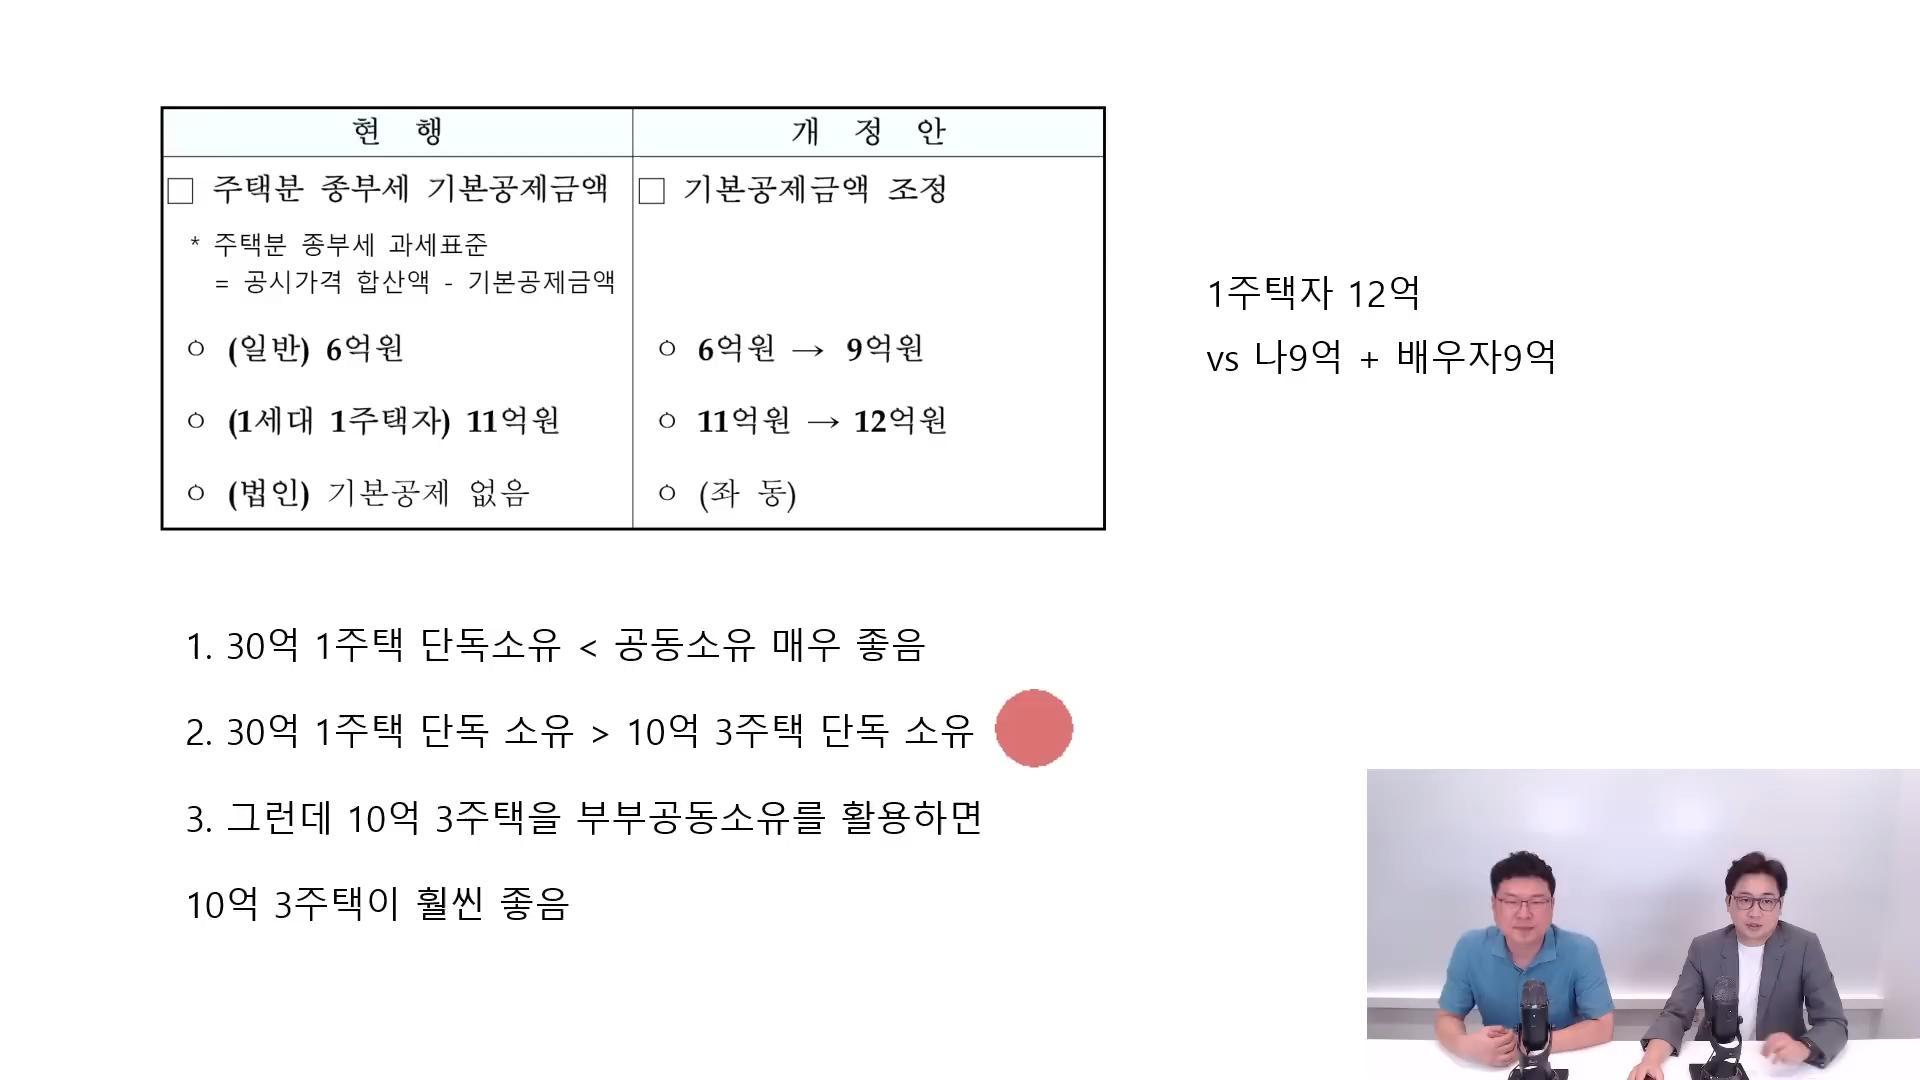 현 행
개 정 안
□ 주택분 종부세 기본공제금액
* 주택분 종부세 과세표준
= 공시가격 합산액 - 기본공제금액
○ (일반) 6억원
○ (1세대 1주택자) 11억원
○ (법인) 기본공제 없음
□ 기본공제금액 조정
○ 6억원 → 9억원
○ 11억원 → 12억원
○ (좌 동)
1주택자 12억
vs 나9억 + 배우자9억
1. 30억 1주택 단독소유 < 공동소유 매우 좋음
2. 30억 1주택 단독 소유 > 10억 3주택 단독 소유
3. 그런데 10억 3주택을 부부공동소유를 활용하면
10억 3주택이 훨씬 좋음